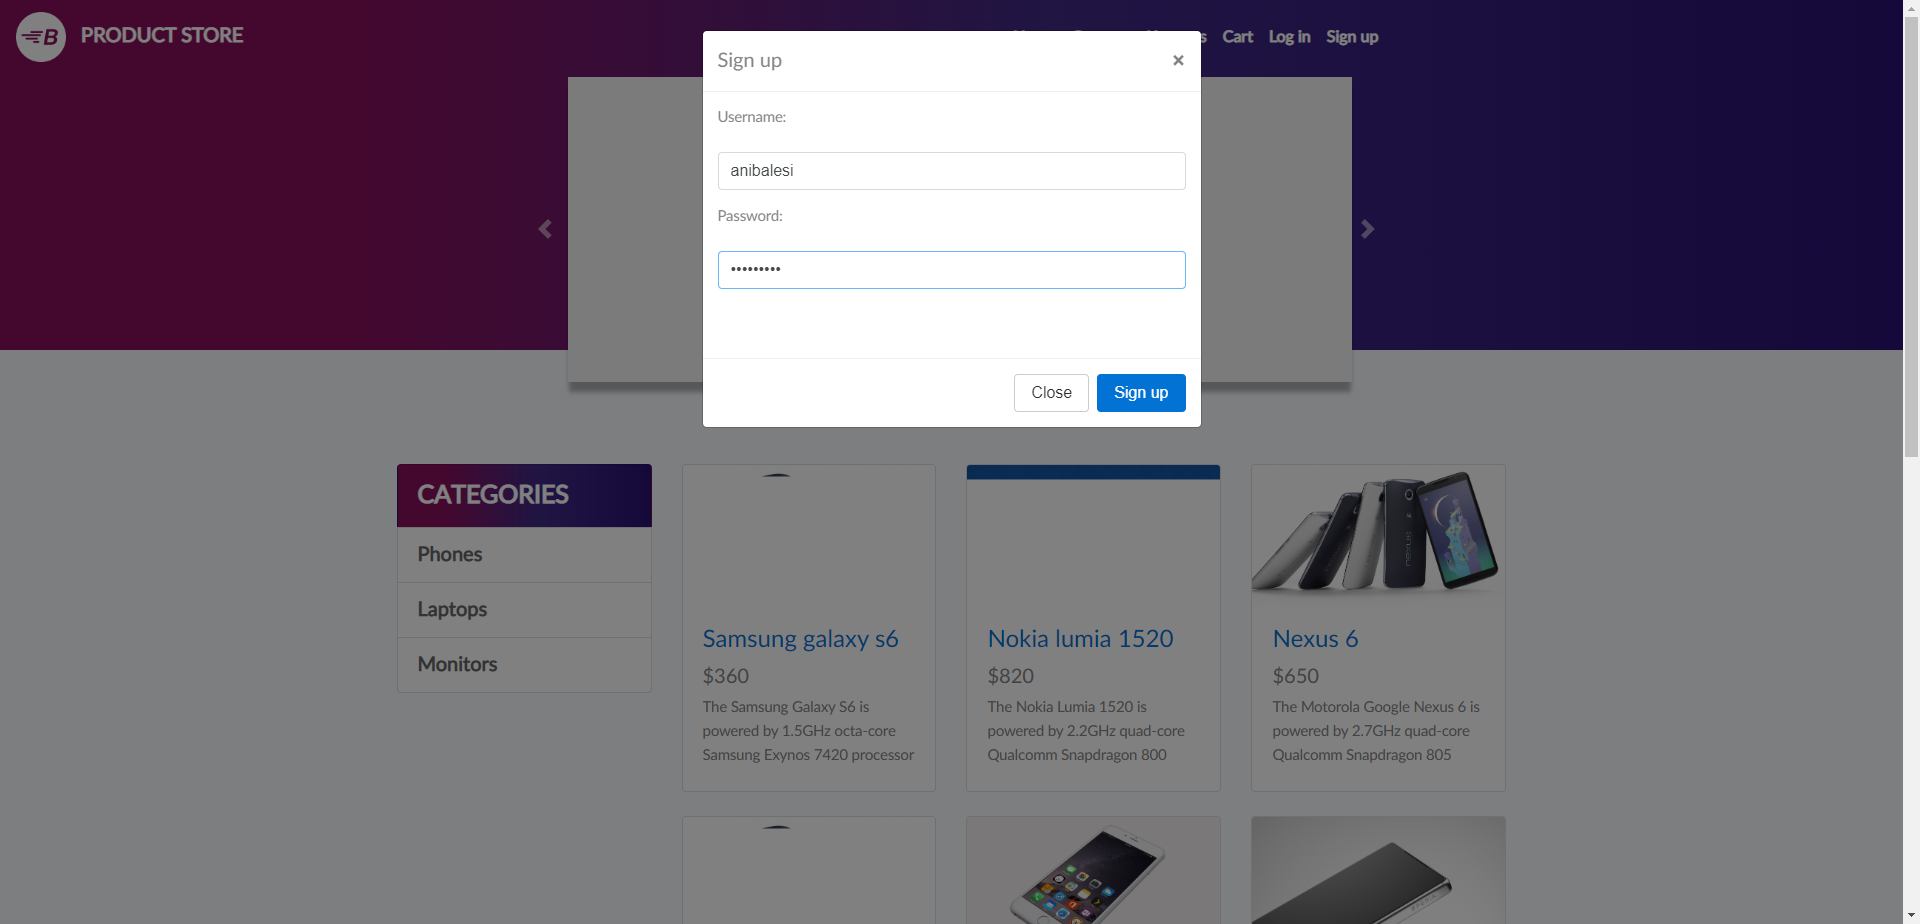 B PRODUCT STORE
Cart Log in Sign up
Sign up ×
Username:
anibalesi
Password:
•••••••••
Close Sign up
CATEGORIES
Phones
Laptops
Monitors
Samsung galaxy s6
$360
The Samsung Galaxy S6 is
powered by 1.5GHz octa-core
Samsung Exynos 7420 processor
Nokia lumia 1520
$820
The Nokia Lumia 1520 is
powered by 2.2GHz quad-core
Qualcomm Snapdragon 800
Nexus 6
$650
The Motorola Google Nexus 6 is
powered by 2.7GHz quad-core
Qualcomm Snapdragon 805
nexus
XPERIA